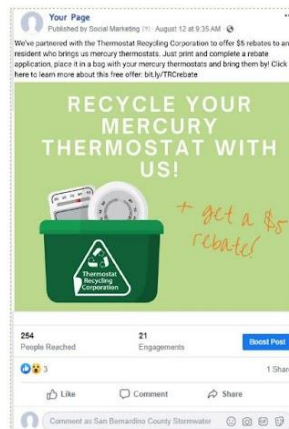 Your Page
Published by Social Marketing [?] · August 12 at 9:35 AM ·
We've partnered with the Thermostat Recycling Corporation to offer $5 rebates to an
resident who brings us mercury thermostats. Just print and complete a rebate
application, place it in a bag with your mercury thermostats and bring them by! Click
here to learn more about this free offer: bit.ly/TRCrebate
RECYCLE YOUR
MERCURY
THERMOSTAT WITH
US!
+ get a $5
rebate!
Thermostat
Recycling
Corporation
254
People Reached
21
Engagements
Boost Post
3
1 Share
Like
Comment
Share
Comment as San Bernardino County Stormwater